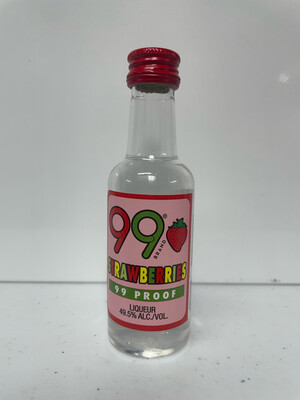 99®
BRAND
STRAWBERRIES
99 PROOF
LIQUEUR
49.5% ALC./VOL.